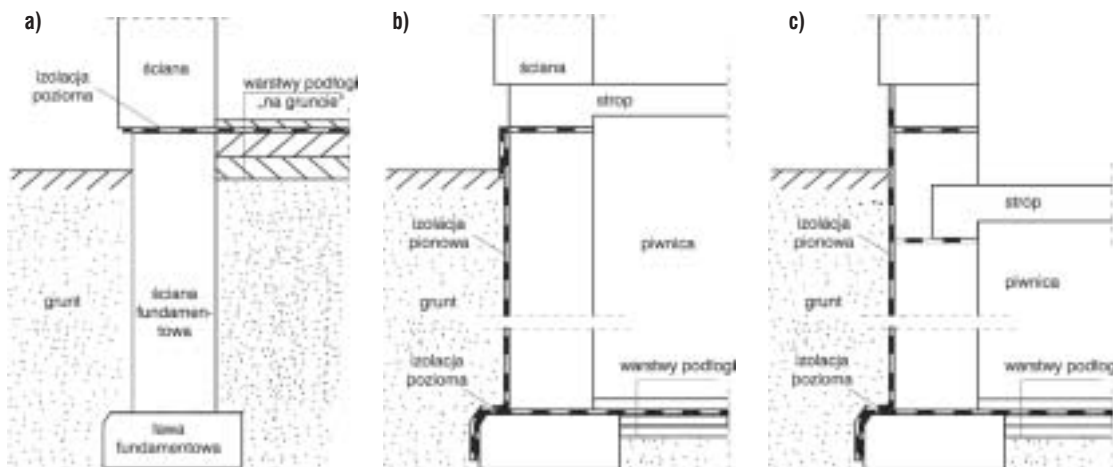 a)
ściana
izolacja
pozioma
warstwy podłogi
„na gruncie”
grunt
ściana
fundamen-
towa
ława
fundamentowa
b)
ściana
strop
izolacja
pionowa
piwnica
grunt
izolacja
pozioma
warstwy podłogi
c)
strop
izolacja
pionowa
piwnica
grunt
izolacja
pozioma
warstwy podłogi